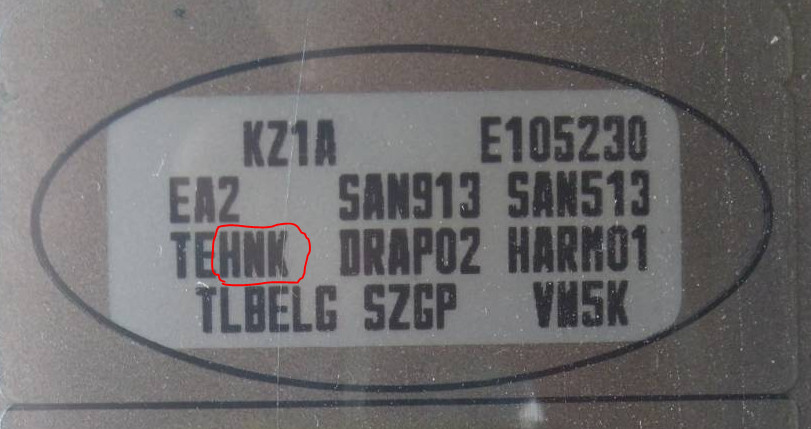 KZ1A E105230
EA2 SAN913 SAN513
TEHNK DRAP02 HARM01
TLBELG SZGP VM5K